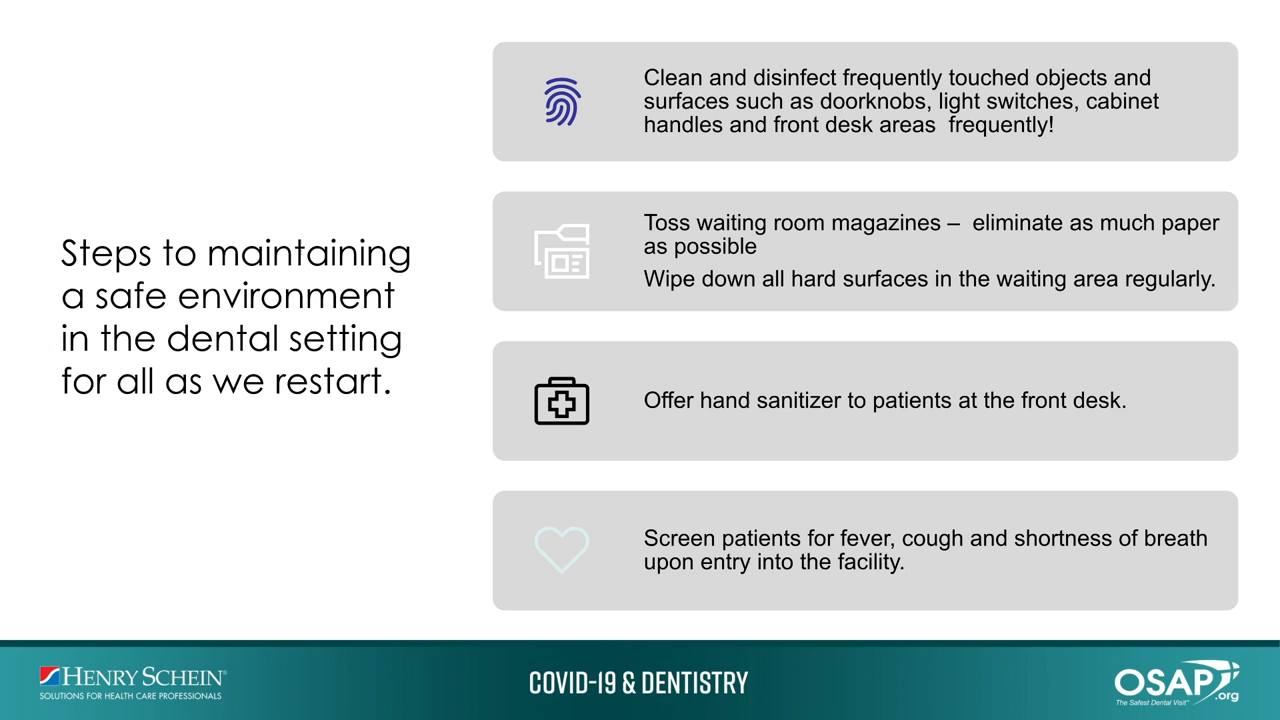 Steps to maintaining
a safe environment
in the dental setting
for all as we restart.
Clean and disinfect frequently touched objects and
surfaces such as doorknobs, light switches, cabinet
handles and front desk areas  frequently!
Toss waiting room magazines –  eliminate as much paper
as possible
Wipe down all hard surfaces in the waiting area regularly.
Offer hand sanitizer to patients at the front desk.
Screen patients for fever, cough and shortness of breath
upon entry into the facility.
HENRY SCHEIN®
SOLUTIONS FOR HEALTH CARE PROFESSIONALS
COVID-19 & DENTISTRY
OSAP.org
The Safest Dental Visit™